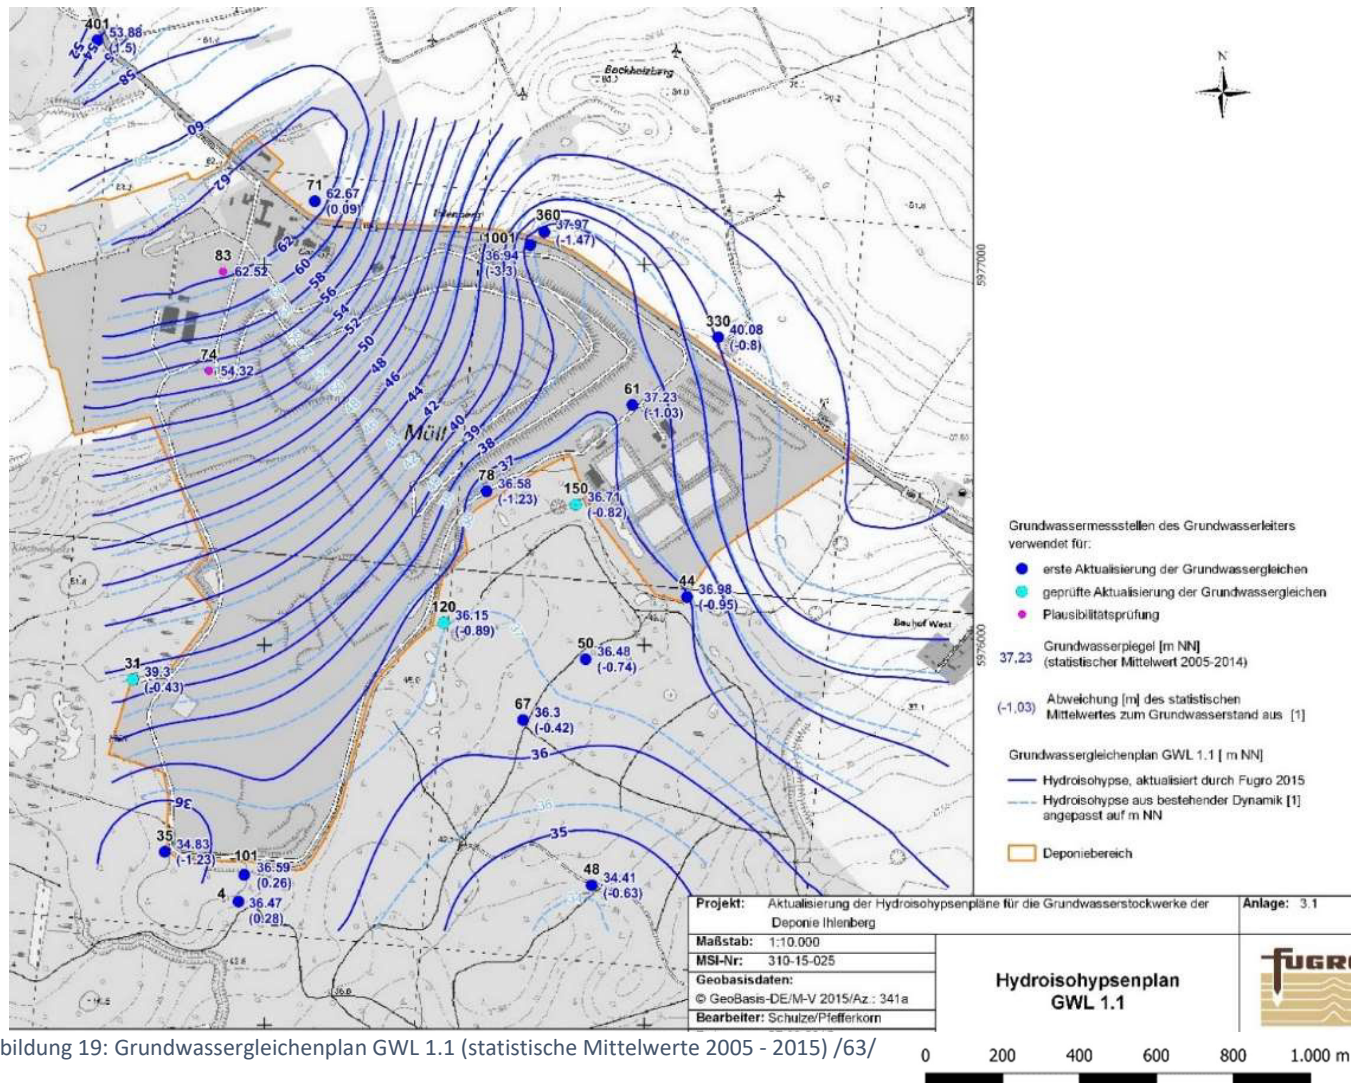 401
53.88
(1.5)
52
54
58
60
62
71
62.67
(0.09)
83
62.52
74
54.32
62
60
58
56
54
52
50
48
46
44
42
40
39
38
37
Müll
Bockholzberg
Ihlenberg
360
37.97
(-1.47)
1001
36.94
(-3.3)
330
40.08
(-0.8)
61
37.23
(-1.03)
78
36.58
(-1.23)
150
36.71
(-0.82)
44
36.98
(-0.95)
120
36.15
(-0.89)
50
36.48
(-0.74)
31
39.3
(-0.43)
67
36.3
(-0.42)
36
36
35
35
34.83
(-1.23)
101
36.59
(0.26)
4
36.47
(0.28)
48
34.41
(-0.63)
Bauhof West
5977000
5976000
N
Grundwassermessstellen des Grundwasserleiters
verwendet für:
erste Aktualisierung der Grundwassergleichen
geprüfte Aktualisierung der Grundwassergleichen
Plausibilitätsprüfung
37,23 Grundwasserpiegel [m NN]
(statistischer Mittelwert 2005-2014)
(-1,03) Abweichung [m] des statistischen
Mittelwertes zum Grundwasserstand aus [1]
Grundwassergleichenplan GWL 1.1 [ m NN]
Hydroisohypse, aktualisiert durch Fugro 2015
Hydroisohypse aus bestehender Dynamik [1]
angepasst auf m NN
Deponiebereich
Projekt: Aktualisierung der Hydroisohypsenpläne für die Grundwasserstockwerke der
Deponie Ihlenberg
Anlage: 3.1
Maßstab: 1:10.000
MSI-Nr: 310-15-025
Geobasisdaten:
© GeoBasis-DE/M-V 2015/Az.: 341a
Bearbeiter: Schulze/Pfefferkorn
Hydroisohypsenplan
GWL 1.1
FUGRO
bildung 19: Grundwassergleichenplan GWL 1.1 (statistische Mittelwerte 2005 - 2015) /63/
0 200 400 600 800 1.000 m